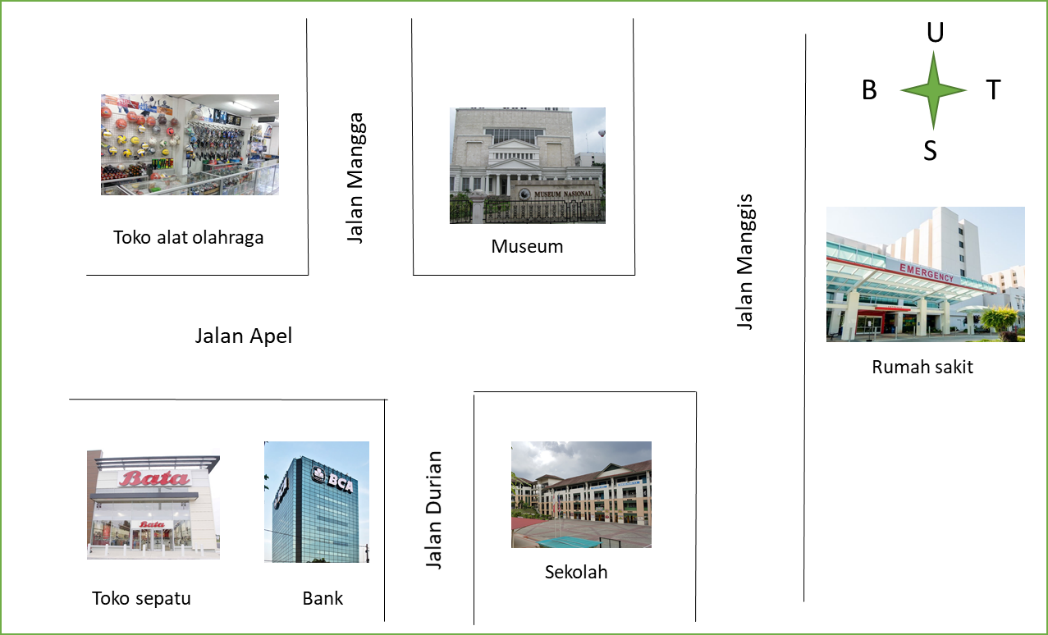 U
B
T
S
Jalan Mangga
MUSEUM NASIONAL
Toko alat olahraga
Museum
Jalan Manggis
EMERGENCY
Jalan Apel
Rumah sakit
Bata
Bata
BCA
Jalan Durian
Toko sepatu
Bank
Sekolah